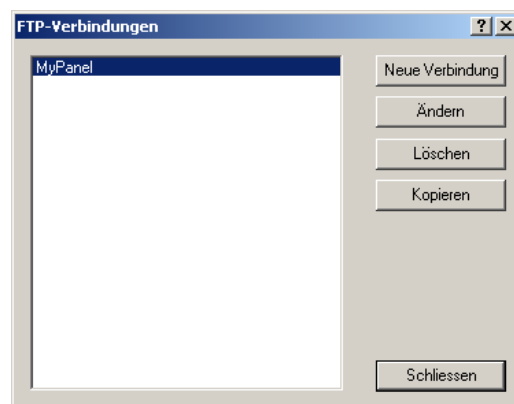 FTP-Verbindungen
MyPanel
Neue Verbindung
Ändern
Löschen
Kopieren
Schliessen